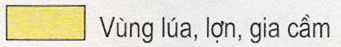 Vùng lúa, lợn, gia cầm